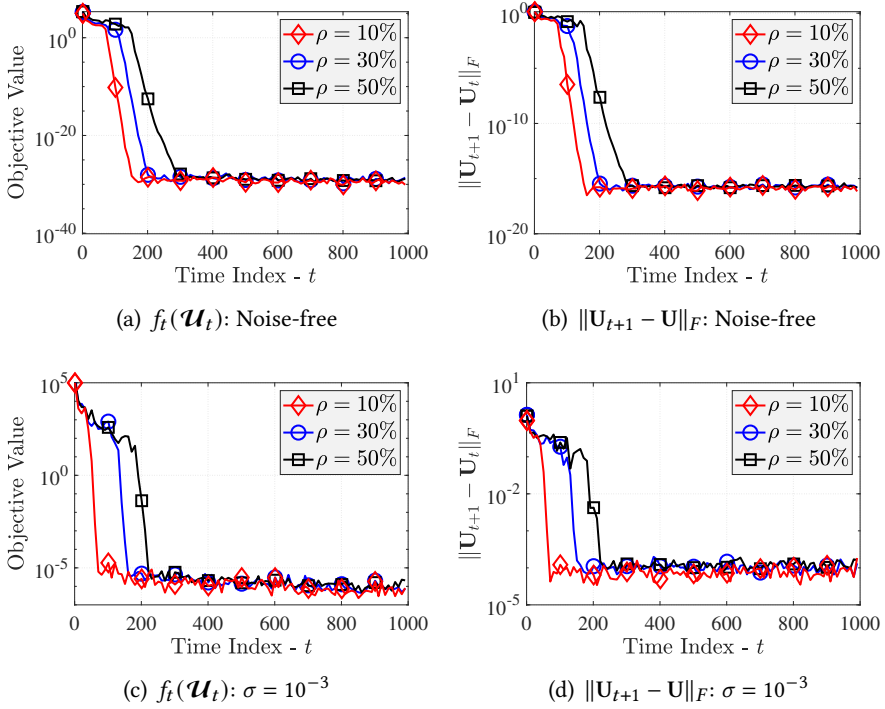 Objective Value
10^0
10^-20
10^-40
ρ = 10%
ρ = 30%
ρ = 50%
0 200 400 600 800 1000
Time Index - t
(a) f_t(𝓤_t): Noise-free
||U_{t+1} − U_t||_F
10^0
10^-10
10^-20
ρ = 10%
ρ = 30%
ρ = 50%
0 200 400 600 800 1000
Time Index - t
(b) ||U_{t+1} − U||_F: Noise-free
Objective Value
10^5
10^0
10^-5
ρ = 10%
ρ = 30%
ρ = 50%
0 200 400 600 800 1000
Time Index - t
(c) f_t(𝓤_t): σ = 10^−3
||U_{t+1} − U_t||_F
10^1
10^-2
10^-5
ρ = 10%
ρ = 30%
ρ = 50%
0 200 400 600 800 1000
Time Index - t
(d) ||U_{t+1} − U||_F: σ = 10^−3